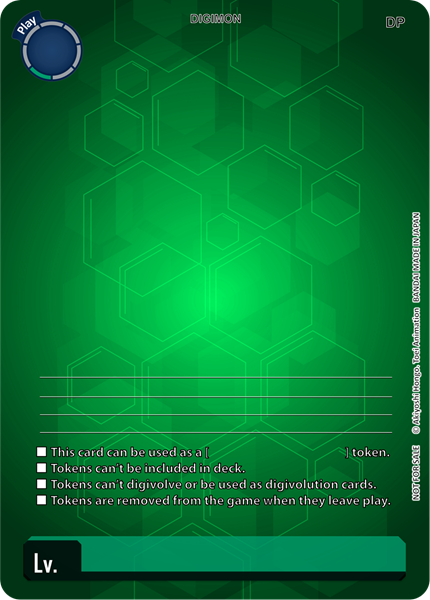 Play
DIGIMON
DP
This card can be used as a [ ] token.
Tokens can't be included in deck.
Tokens can't digivolve or be used as digivolution cards.
Tokens are removed from the game when they leave play.
Lv.
NOT FOR SALE © Akiyoshi Hongo, Toei Animation BANDAI MADE IN JAPAN